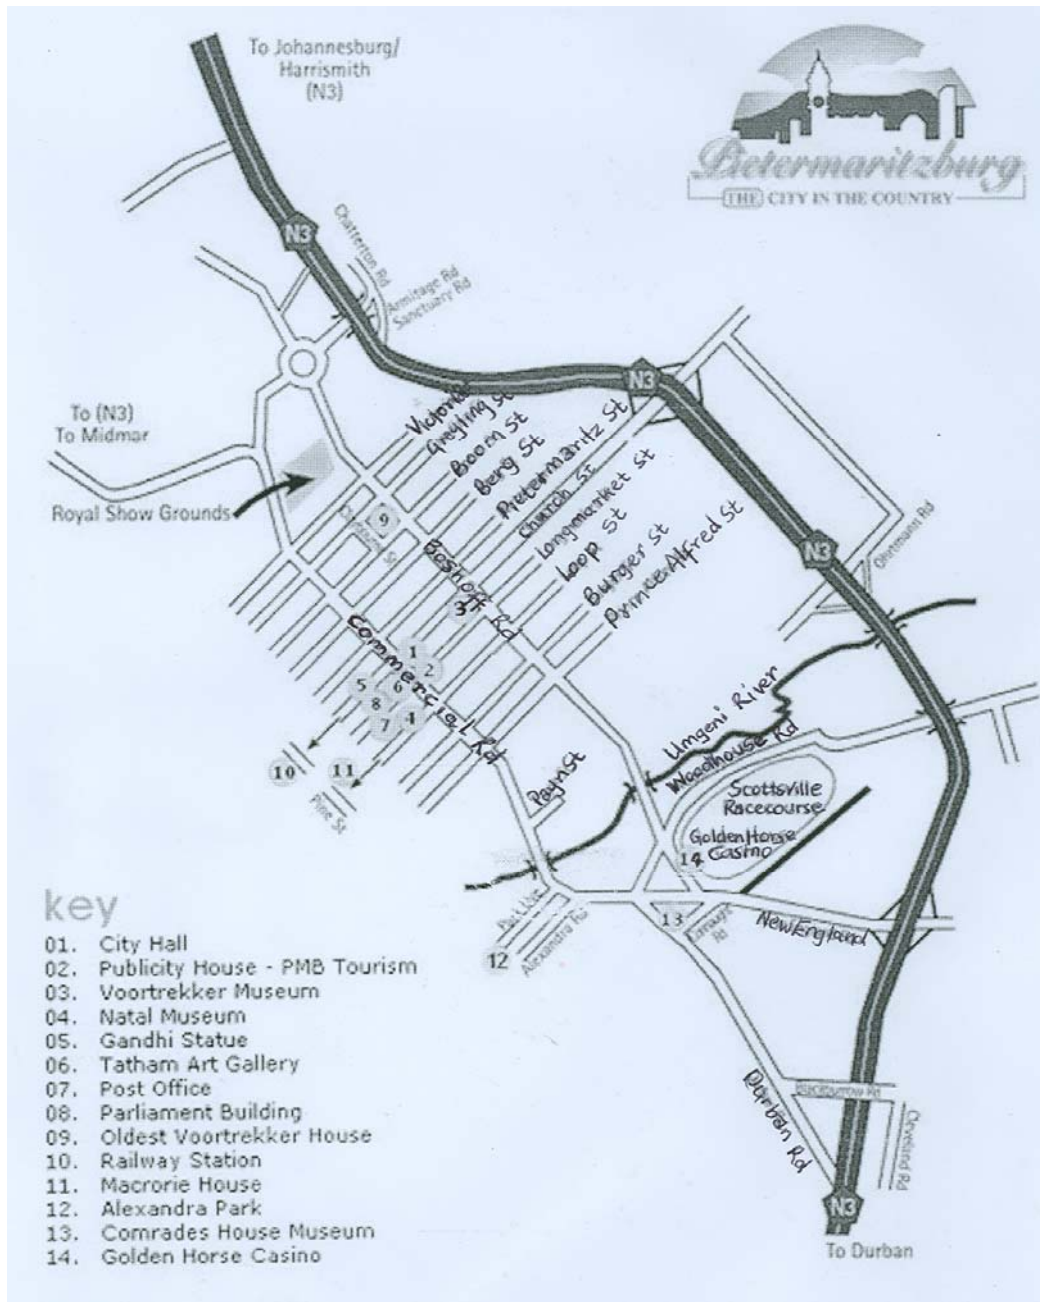 To Johannesburg/
Harrismith
(N3)
Pietermaritzburg
THE CITY IN THE COUNTRY
N3
Chatterton Rd
Armitage Rd
Sanctuary Rd
N3
To (N3)
To Midmar
Royal Show Grounds
Victoria
Greyling St
Boom St
Berg St
Pietermaritz St
Church St
Longmarket St
Loop St
Burger St
Prince Alfred St
9
Boshoff Rd
3
Commercial Rd
1
2
5
6
8
7
4
10
11
Pine St
N3
Ohrtmann Rd
Umgeni River
Woodhouse Rd
Payn St
Scottsville
Racecourse
Golden Horse
Casino
14
13
New England
Rd
12
Alexandra Rd
Durban Rd
Cleveland Rd
N3
To Durban
key
01. City Hall
02. Publicity House - PMB Tourism
03. Voortrekker Museum
04. Natal Museum
05. Gandhi Statue
06. Tatham Art Gallery
07. Post Office
08. Parliament Building
09. Oldest Voortrekker House
10. Railway Station
11. Macrorie House
12. Alexandra Park
13. Comrades House Museum
14. Golden Horse Casino